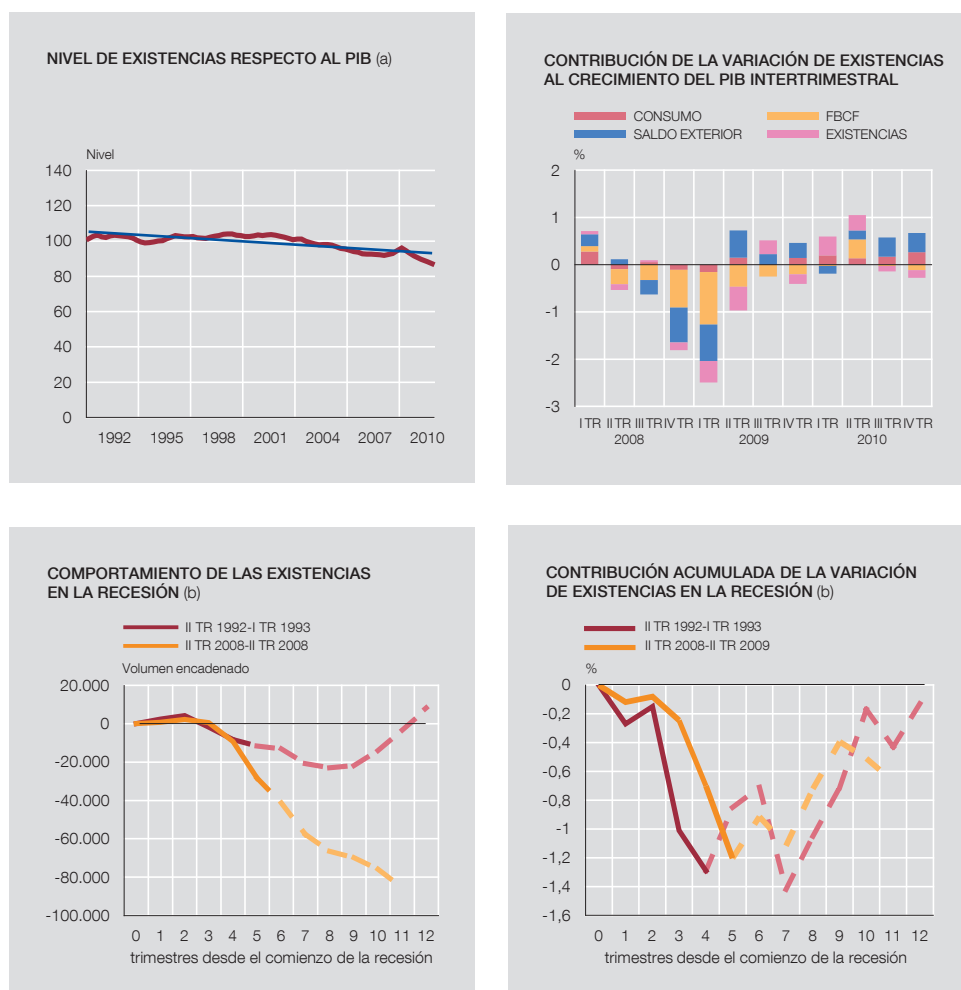 NIVEL DE EXISTENCIAS RESPECTO AL PIB (a)
Nivel
140
120
100
80
60
40
20
0
1992 1995 1998 2001 2004 2007 2010
CONTRIBUCIÓN DE LA VARIACIÓN DE EXISTENCIAS
AL CRECIMIENTO DEL PIB INTERTRIMESTRAL
CONSUMO FBCF
SALDO EXTERIOR EXISTENCIAS
%
2
1
0
-1
-2
-3
I TR II TR III TR IV TR I TR II TR III TR IV TR I TR II TR III TR IV TR
2008 2009 2010
COMPORTAMIENTO DE LAS EXISTENCIAS
EN LA RECESIÓN (b)
II TR 1992-I TR 1993
II TR 2008-II TR 2008
Volumen encadenado
20.000
0
-20.000
-40.000
-60.000
-80.000
-100.000
0 1 2 3 4 5 6 7 8 9 10 11 12
trimestres desde el comienzo de la recesión
CONTRIBUCIÓN ACUMULADA DE LA VARIACIÓN
DE EXISTENCIAS EN LA RECESIÓN (b)
II TR 1992-I TR 1993
II TR 2008-II TR 2009
%
0
-0,2
-0,4
-0,6
-0,8
-1
-1,2
-1,4
-1,6
0 1 2 3 4 5 6 7 8 9 10 11 12
trimestres desde el comienzo de la recesión